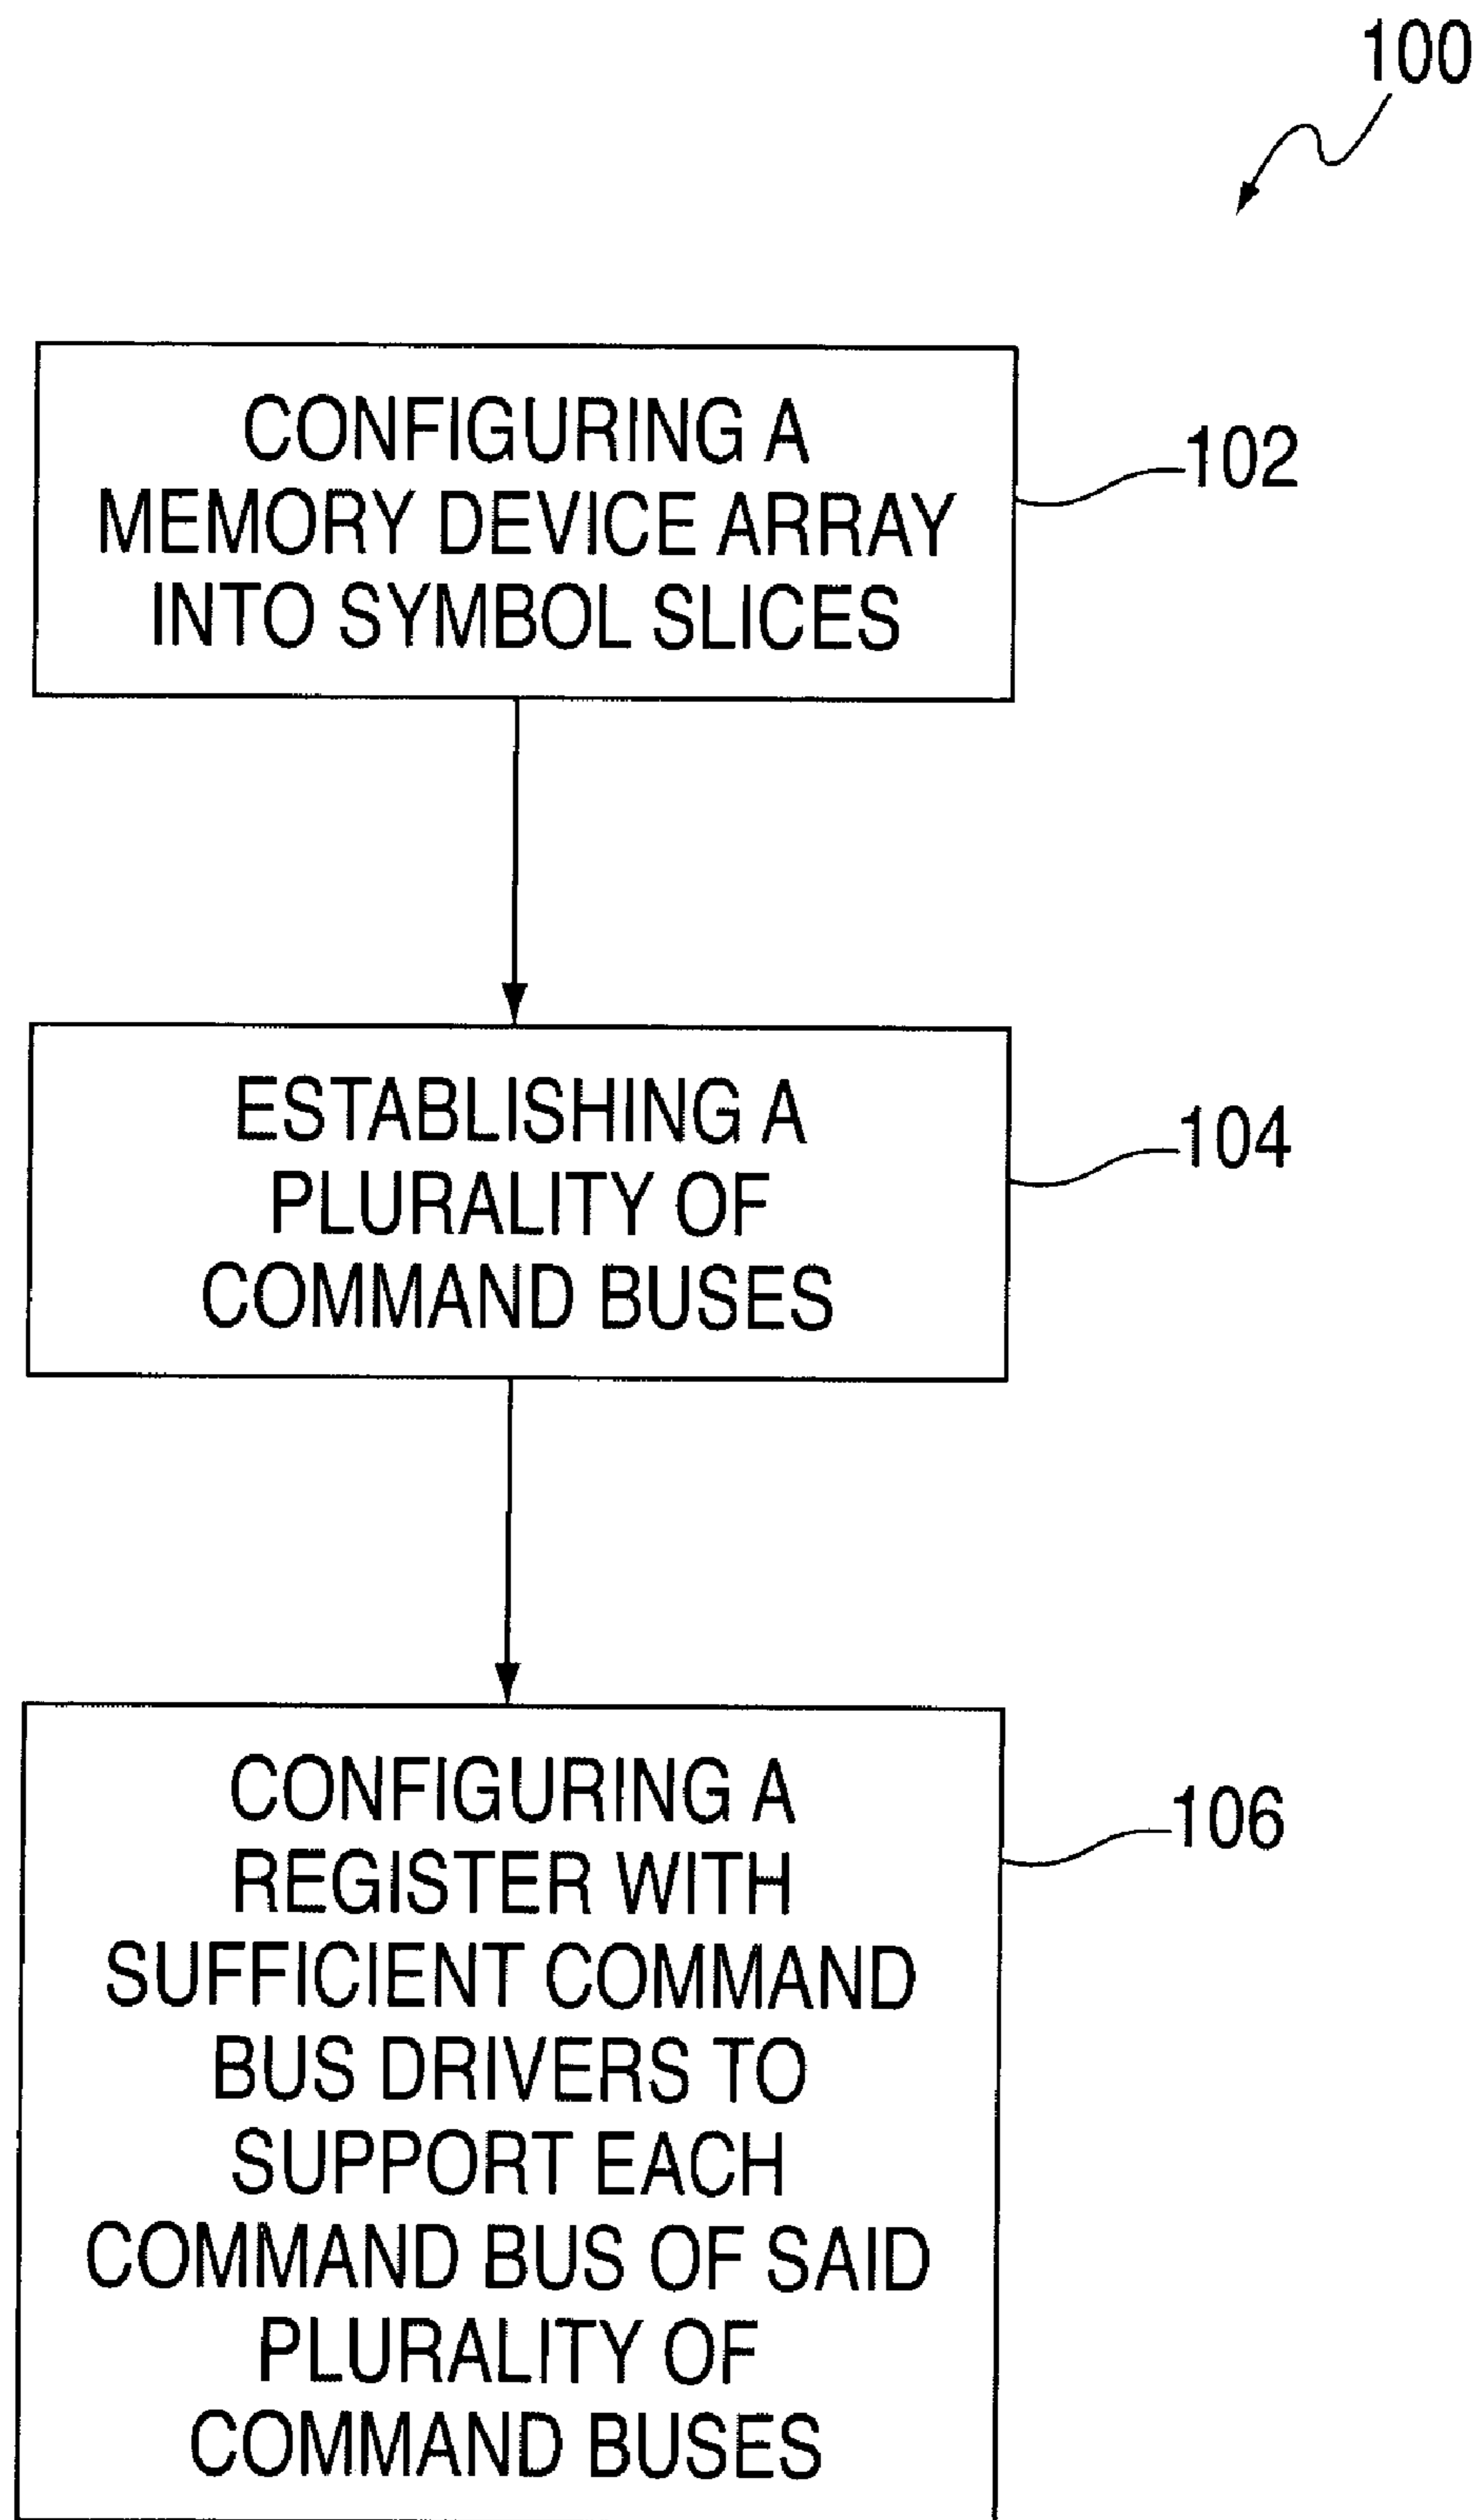 100
CONFIGURING A
MEMORY DEVICE ARRAY
INTO SYMBOL SLICES
102
ESTABLISHING A
PLURALITY OF
COMMAND BUSES
104
CONFIGURING A
REGISTER WITH
SUFFICIENT COMMAND
BUS DRIVERS TO
SUPPORT EACH
COMMAND BUS OF SAID
PLURALITY OF
COMMAND BUSES
106